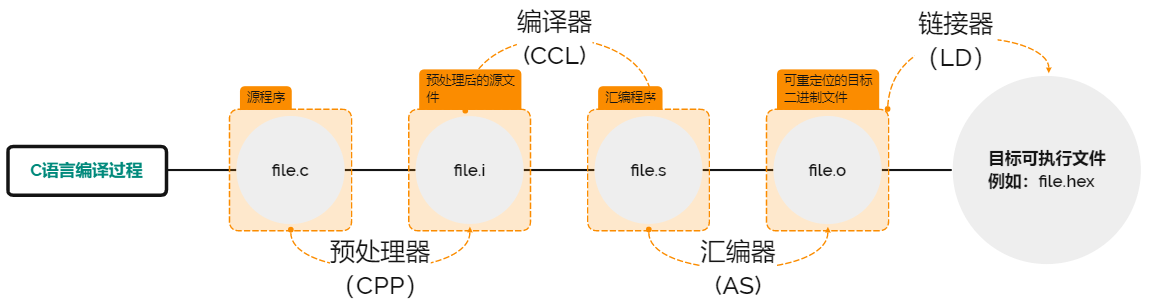 编译器
(CCL)
链接器
(LD)
源程序
预处理后的源文
件
汇编程序
可重定位的目标
二进制文件
C语言编译过程
file.c
file.i
file.s
file.o
目标可执行文件
例如：file.hex
预处理器
(CPP)
汇编器
(AS)